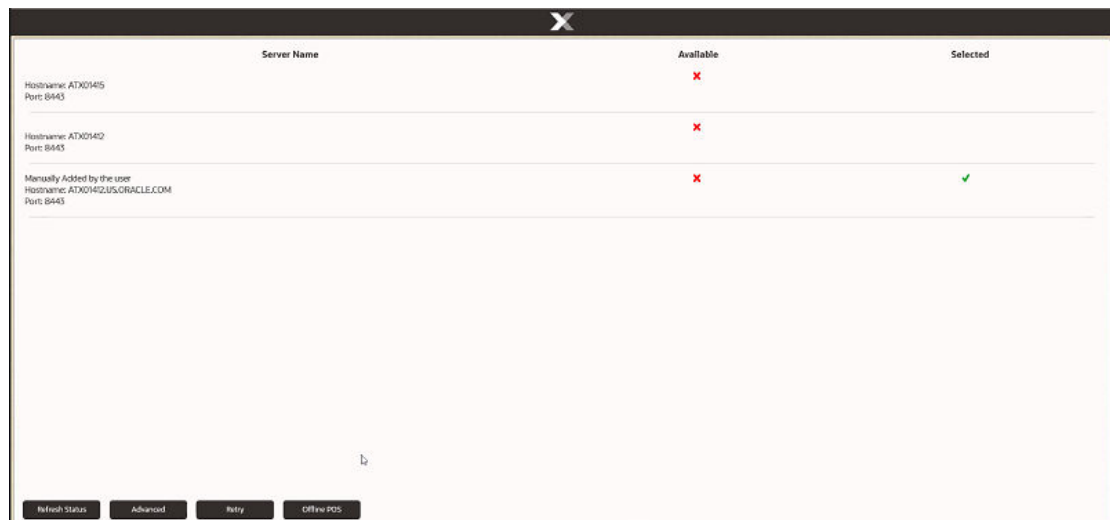 Server Name Available Selected
Hostname: ATX01415
Port: 8443
Hostname: ATX01412
Port: 8443
Manually Added by the user
Hostname: ATX01412.US.ORACLE.COM
Port: 8443
Refresh Status Advanced Retry Offline POS